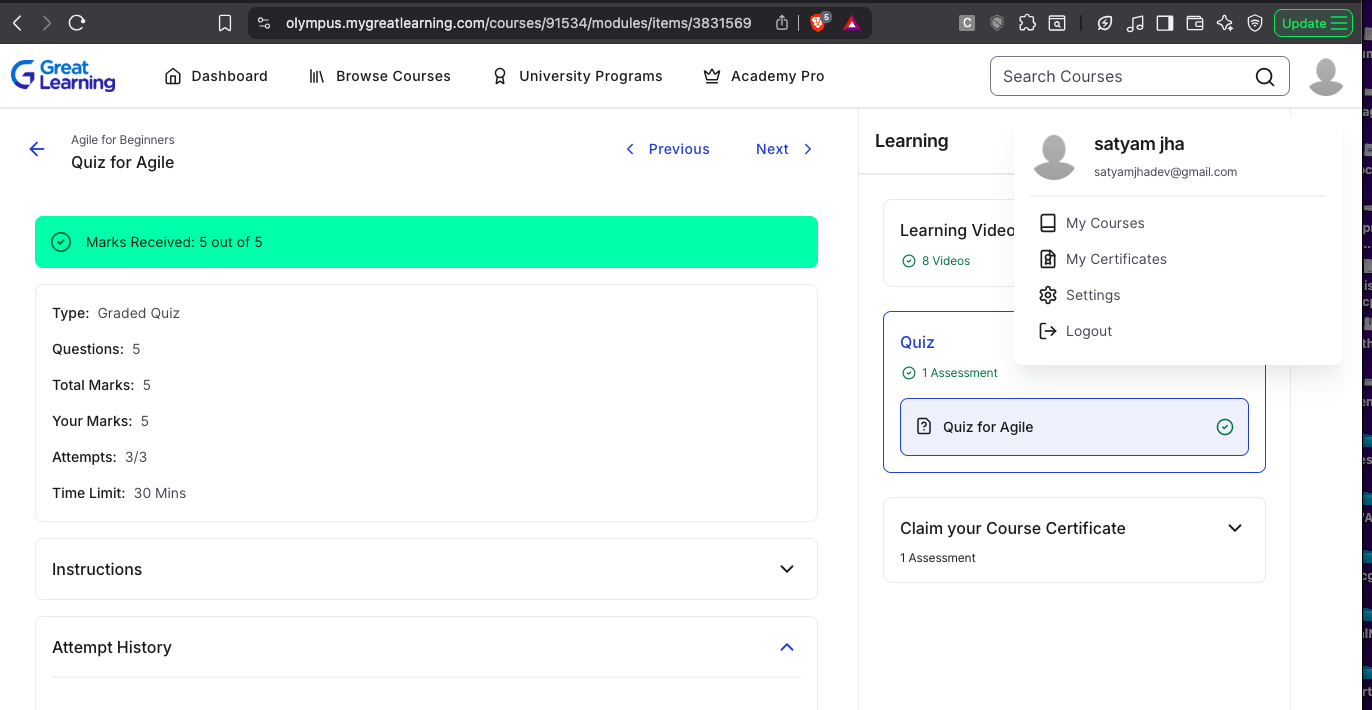 olympus.mygreatlearning.com/courses/91534/modules/items/3831569
5
C
Update
Great Learning
Dashboard
Browse Courses
University Programs
Academy Pro
Search Courses
Agile for Beginners
Quiz for Agile
Previous
Next
Marks Received: 5 out of 5
Type: Graded Quiz
Questions: 5
Total Marks: 5
Your Marks: 5
Attempts: 3/3
Time Limit: 30 Mins
Instructions
Attempt History
Learning
satyam jha
satyamjhadev@gmail.com
My Courses
My Certificates
Settings
Logout
Learning Video
8 Videos
Quiz
1 Assessment
Quiz for Agile
Claim your Course Certificate
1 Assessment